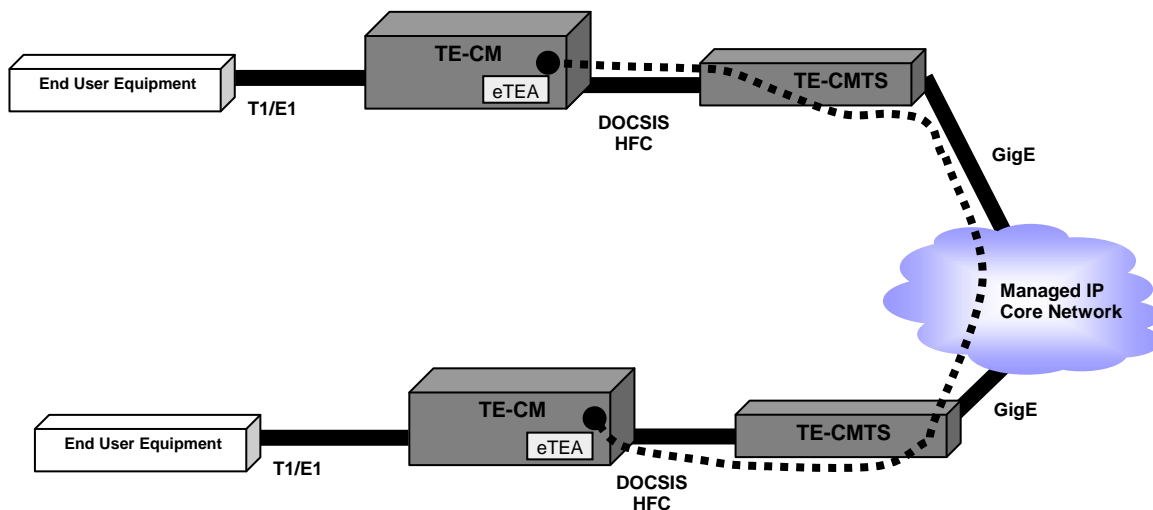 End User Equipment
T1/E1
TE-CM
eTEA
DOCSIS
HFC
TE-CMTS
GigE
Managed IP
Core Network
End User Equipment
T1/E1
TE-CM
eTEA
DOCSIS
HFC
TE-CMTS
GigE